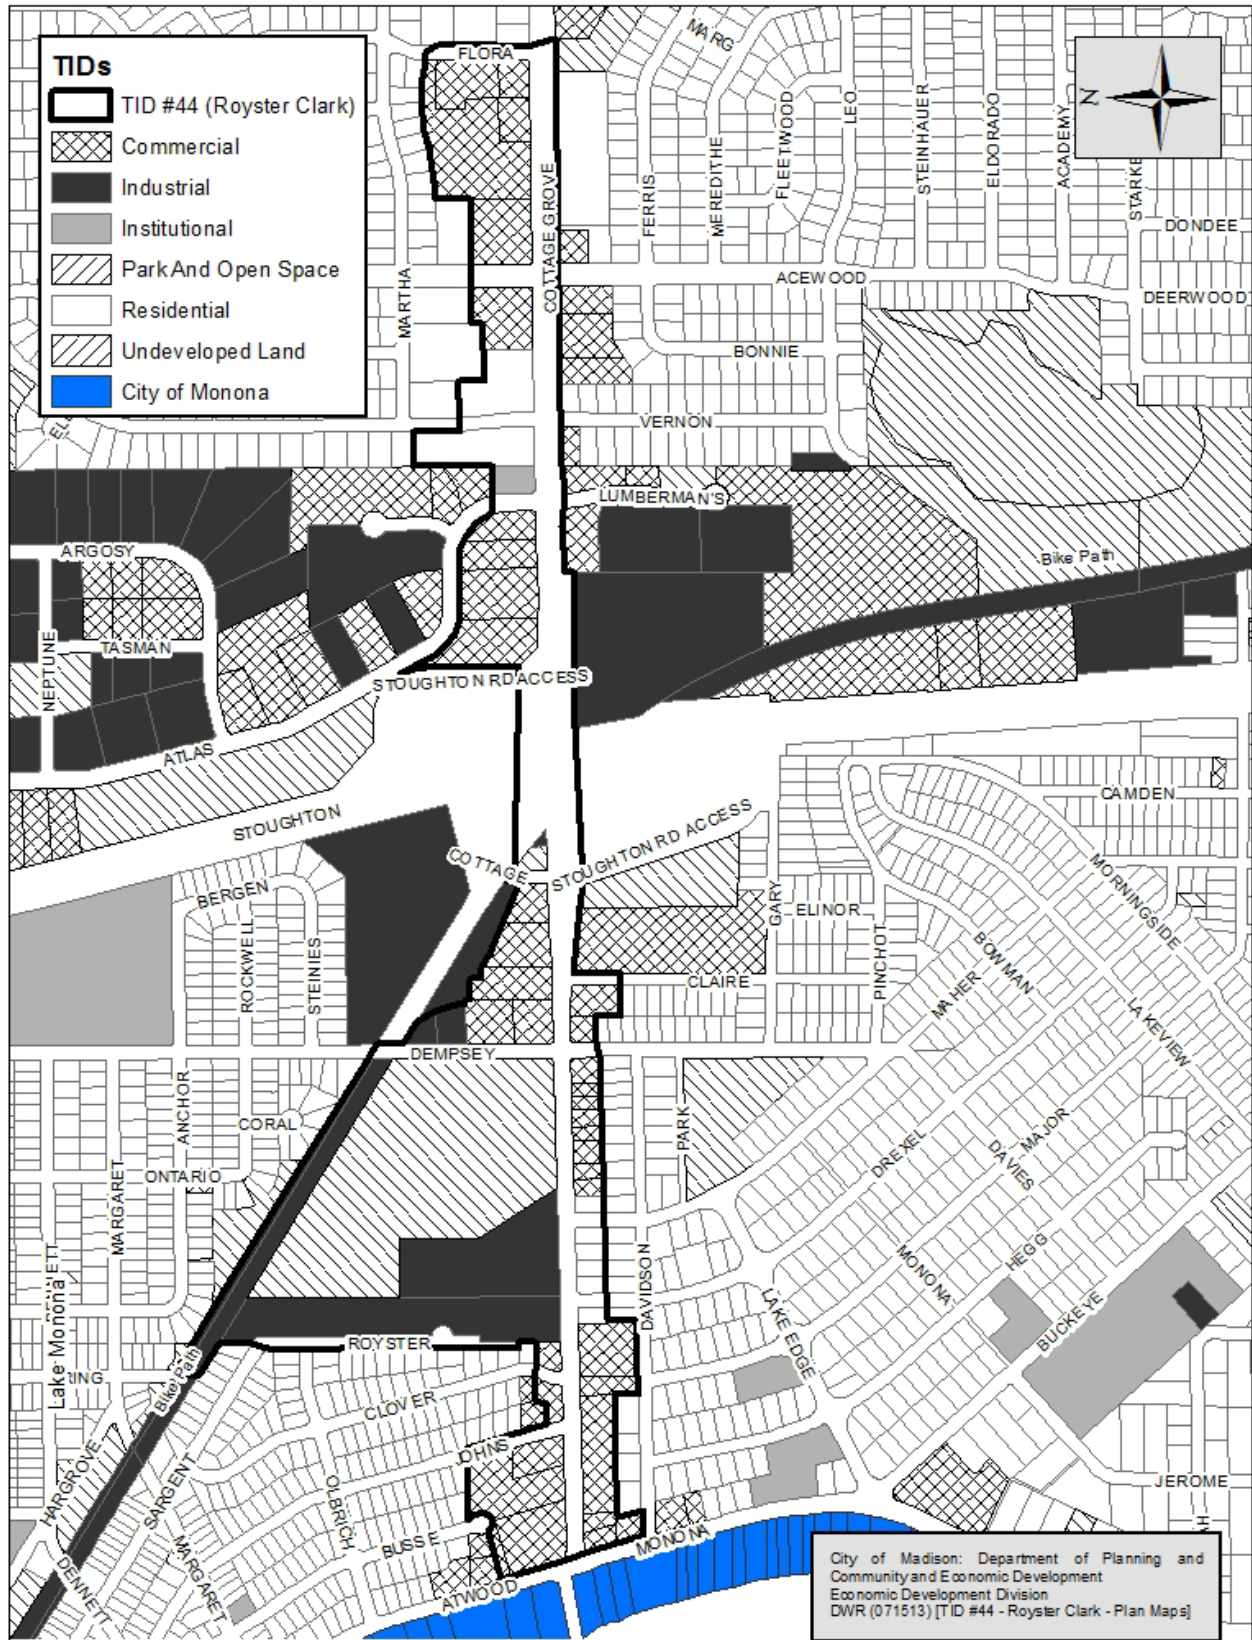 TIDs
TID #44 (Royster Clark)
Commercial
Industrial
Institutional
Park And Open Space
Residential
Undeveloped Land
City of Monona
N
FLORA
MARG
COTTAGE GROVE
MARTHA
FERRIS
MEREDITHE
FLEETWOOD
LEO
STEINHAUER
ELDORADO
ACADEMY
STARKE
DONDEE
ACEWOOD
DEERWOOD
BONNIE
VERNON
LUMBERMAN'S
Bike Path
ARGOSY
TASMAN
NEPTUNE
ATLAS
STOUGHTON RD ACCESS
STOUGHTON
COTTAGE
STOUGHTON RD ACCESS
CAMDEN
MORNINGSIDE
BERGEN
ROCKWELL
STEINIES
GARY
ELINOR
PINCHOT
BOWMAN
CLAIRE
MAHER
LAKEVIEW
DEMPSEY
ANCHOR
CORAL
ONTARIO
MARGARET
PARK
DREXEL
DAVIES
MAJOR
MONONA
HEGG
BUCKEYE
DAVIDSON
LAKE EDGE
Lake Monona
ROYSTER
Bike Path
CLOVER
JOHNS
HARGROVE
SARGENT
OLBRICH
BUSSE
MARGARET
DENNETT
ATWOOD
MONONA
JEROME
City of Madison: Department of Planning and
Community and Economic Development
Economic Development Division
DWR (071513) [TID #44 - Royster Clark - Plan Maps]